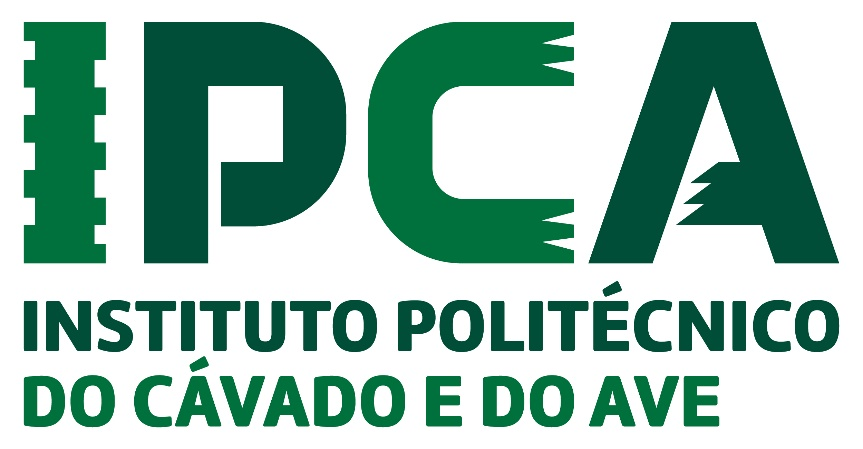 IPCA
INSTITUTO POLITÉCNICO
DO CÁVADO E DO AVE